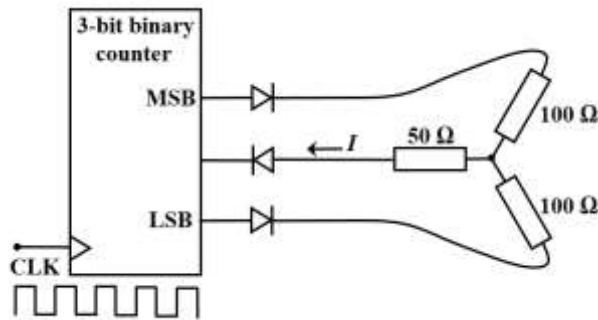 3-bit binary
counter
MSB
100 Ω
50 Ω
I
100 Ω
LSB
CLK